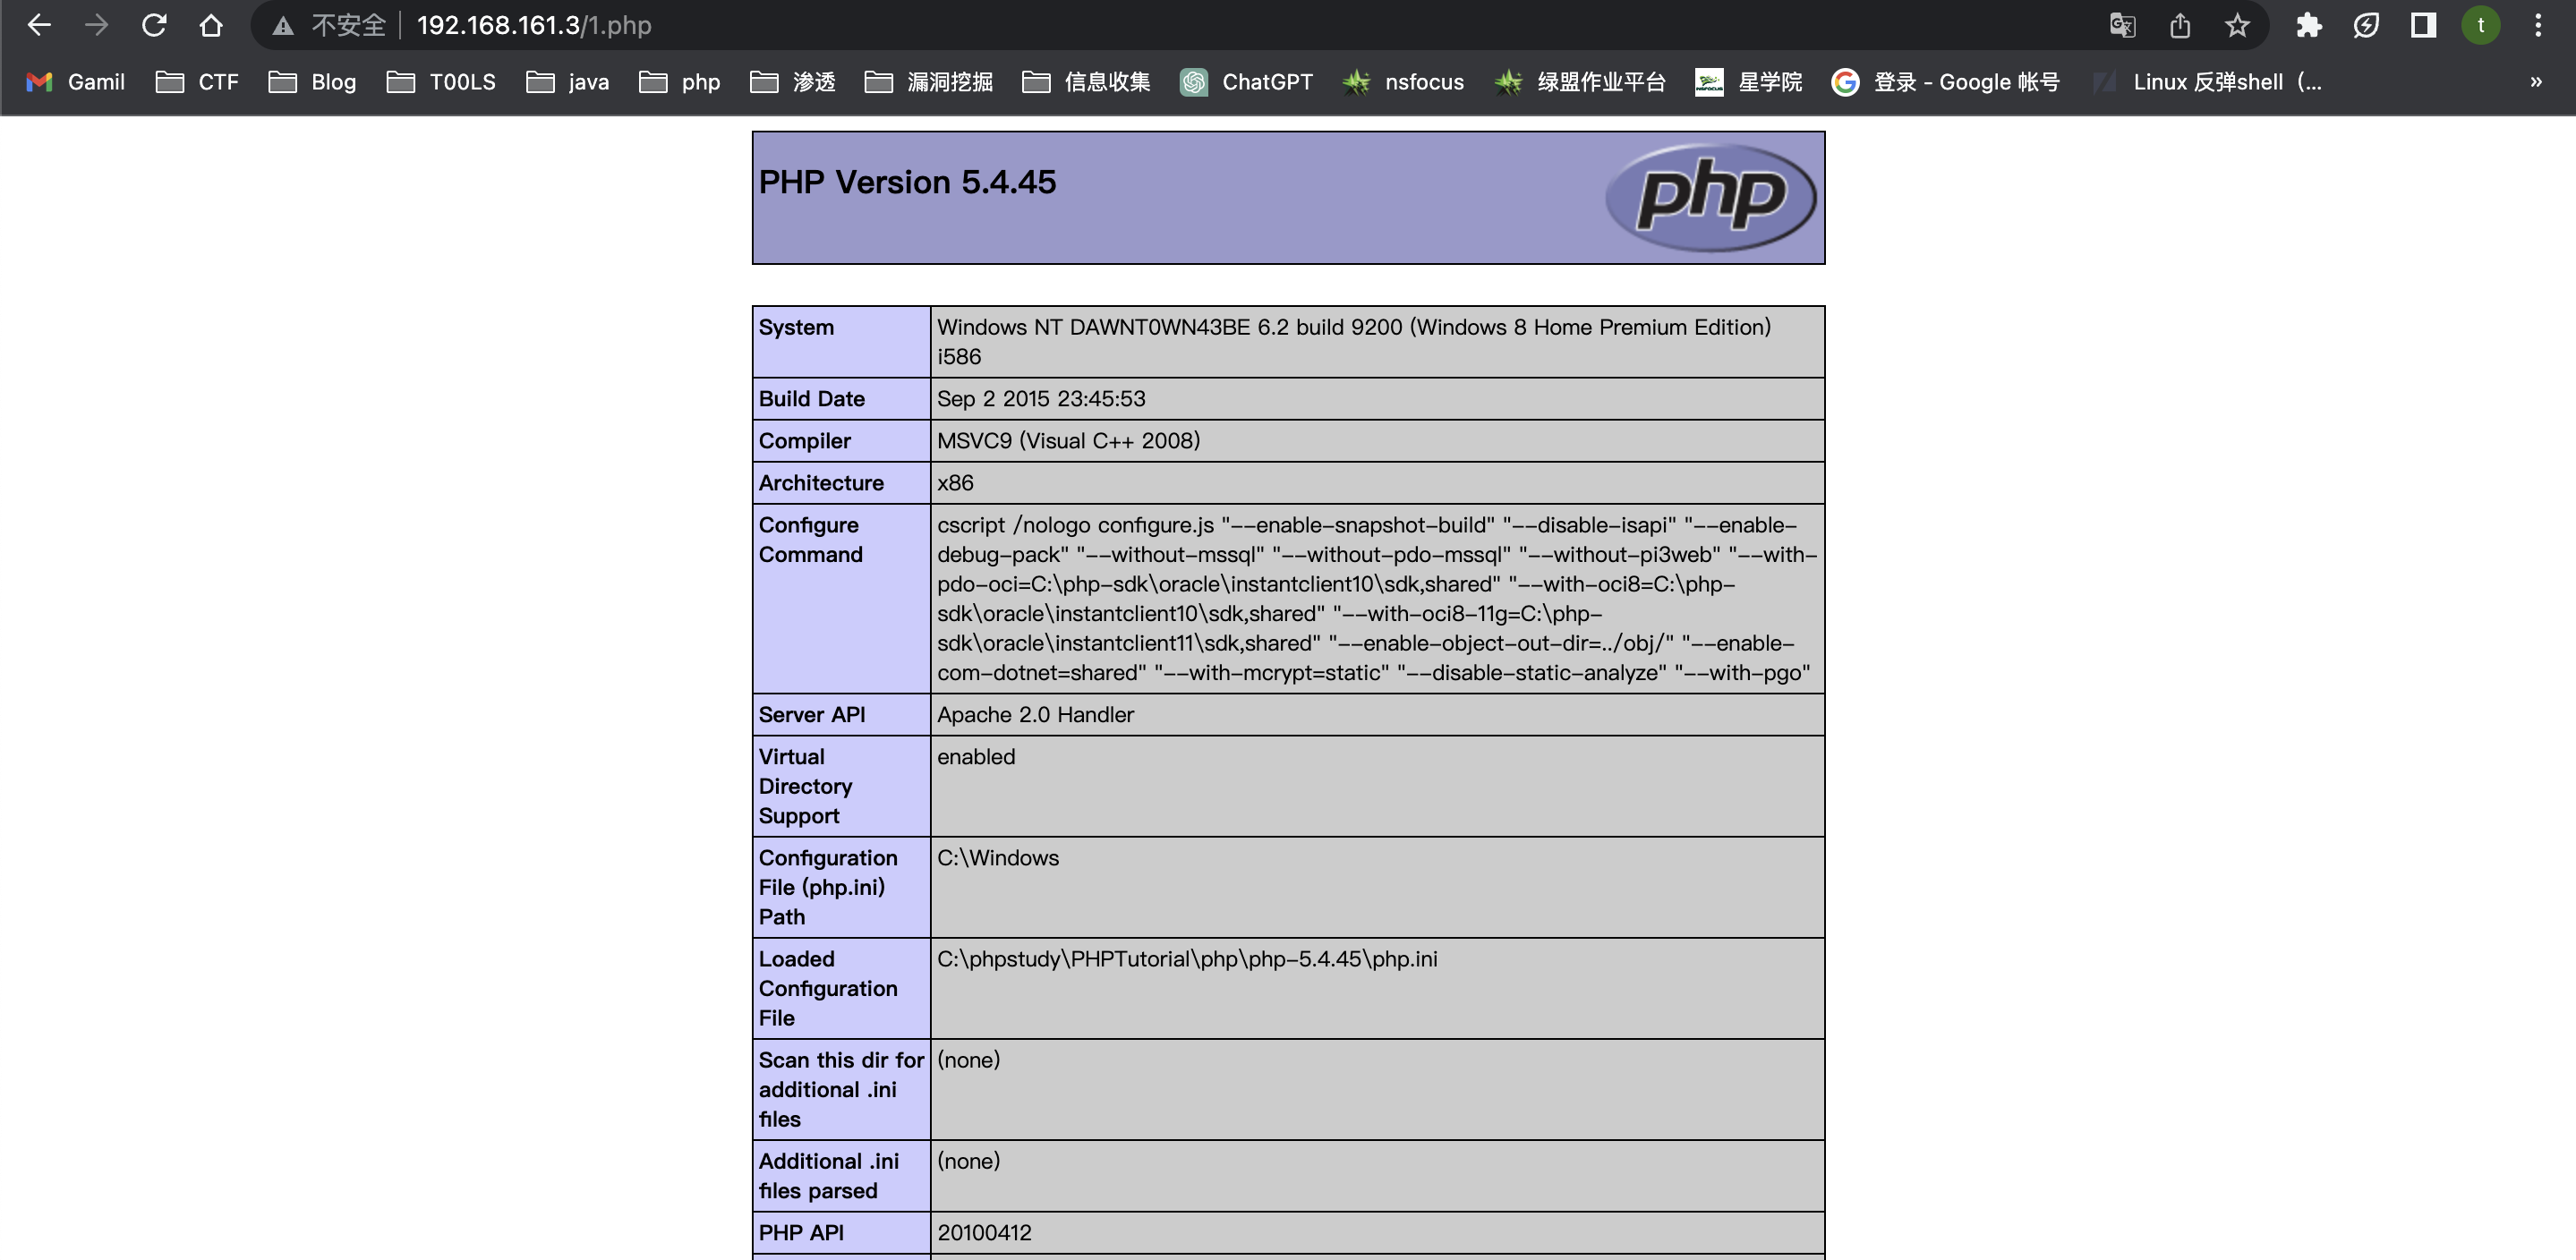 不安全 192.168.161.3/1.php t
Gamil CTF Blog T00LS java php 渗透 漏洞挖掘 信息收集 ChatGPT nsfocus 绿盟作业平台 星学院 登录 - Google 帐号 Linux 反弹shell（... »
PHP Version 5.4.45
php
System
Windows NT DAWNT0WN43BE 6.2 build 9200 (Windows 8 Home Premium Edition)
i586
Build Date
Sep 2 2015 23:45:53
Compiler
MSVC9 (Visual C++ 2008)
Architecture
x86
Configure
Command
cscript /nologo configure.js "--enable-snapshot-build" "--disable-isapi" "--enable-
debug-pack" "--without-mssql" "--without-pdo-mssql" "--without-pi3web" "--with-
pdo-oci=C:\php-sdk\oracle\instantclient10\sdk,shared" "--with-oci8=C:\php-
sdk\oracle\instantclient10\sdk,shared" "--with-oci8-11g=C:\php-
sdk\oracle\instantclient11\sdk,shared" "--enable-object-out-dir=../obj/" "--enable-
com-dotnet=shared" "--with-mcrypt=static" "--disable-static-analyze" "--with-pgo"
Server API
Apache 2.0 Handler
Virtual
Directory
Support
enabled
Configuration
File (php.ini)
Path
C:\Windows
Loaded
Configuration
File
C:\phpstudy\PHPTutorial\php\php-5.4.45\php.ini
Scan this dir for
additional .ini
files
(none)
Additional .ini
files parsed
(none)
PHP API
20100412